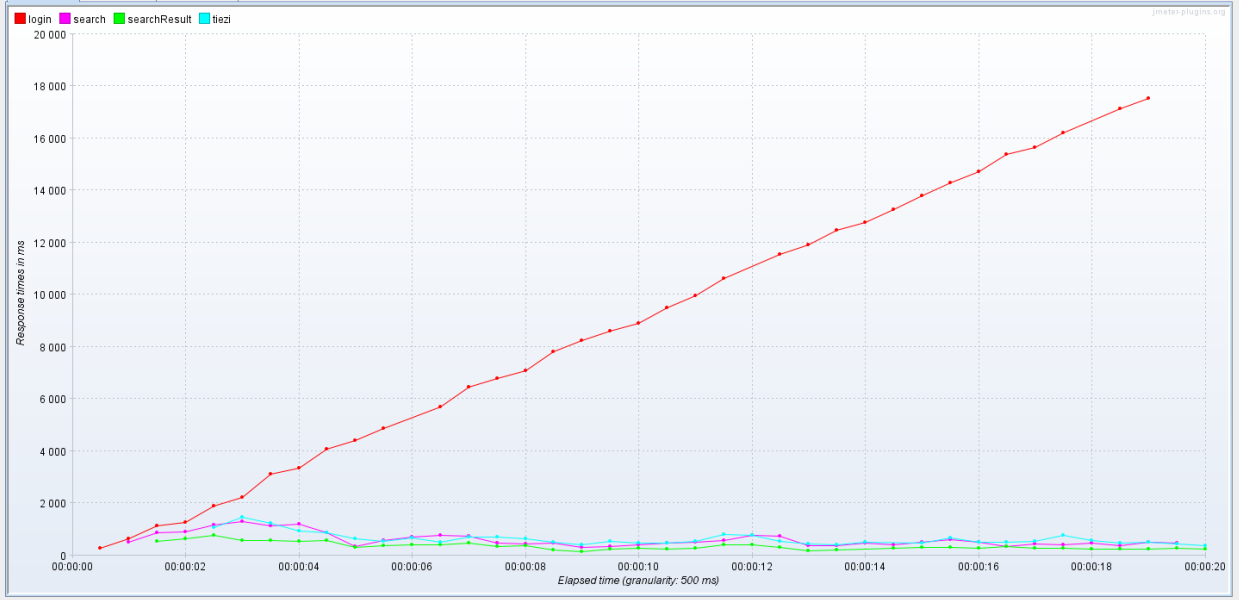 jmeter-plugins.org
login search searchResult tiezi
20 000
18 000
16 000
14 000
12 000
10 000
8 000
6 000
4 000
2 000
0
Response times in ms
00:00:00 00:00:02 00:00:04 00:00:06 00:00:08 00:00:10 00:00:12 00:00:14 00:00:16 00:00:18 00:00:20
Elapsed time (granularity: 500 ms)